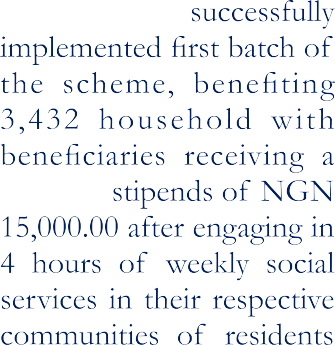 successfully
implemented first batch of
the scheme, benefiting
3,432 household with
beneficiaries receiving a
stipends of NGN
15,000.00 after engaging in
4 hours of weekly social
services in their respective
communities of residents